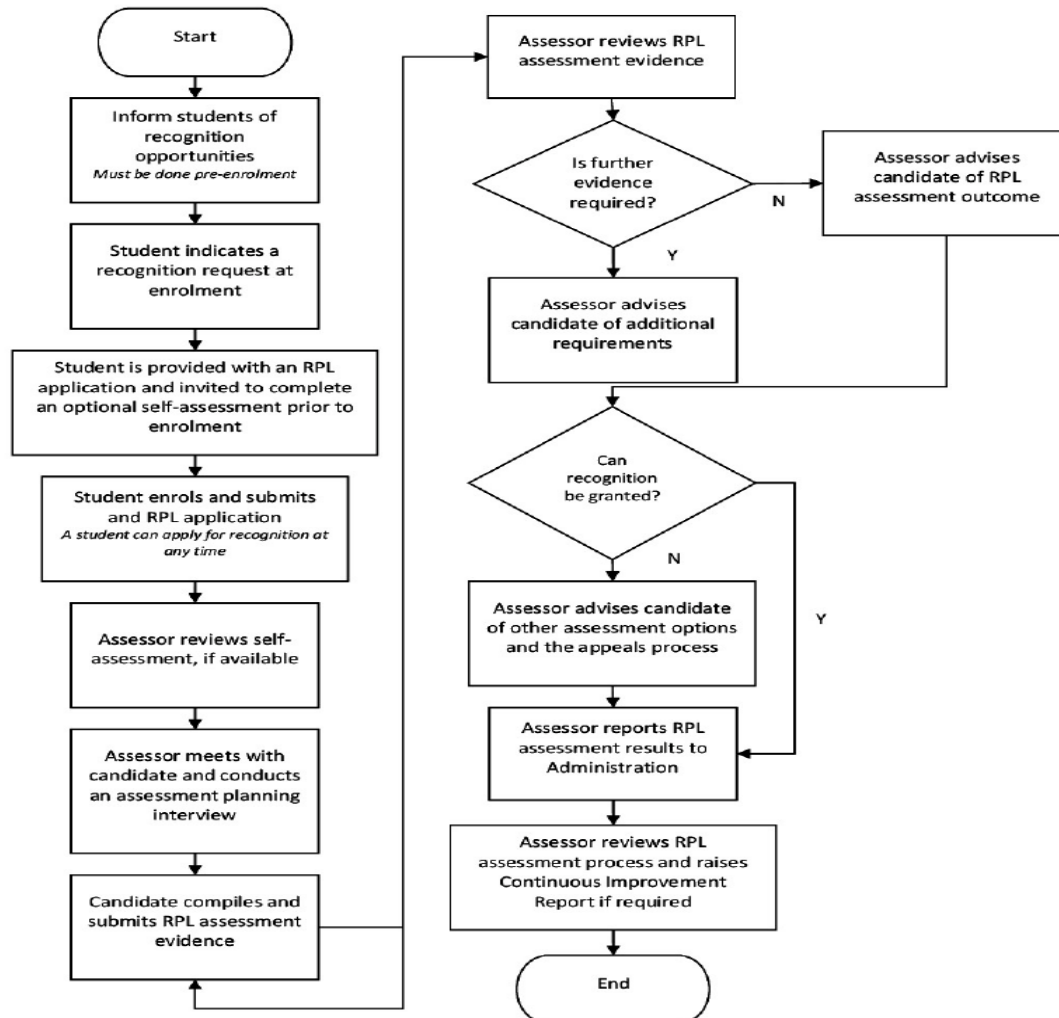 Start
Inform students of
recognition
opportunities
Must be done pre-enrolment
Student indicates a
recognition request at
enrolment
Student is provided with an RPL
application and invited to complete
an optional self-assessment prior to
enrolment
Student enrols and submits
and RPL application
A student can apply for recognition at
any time
Assessor reviews self-
assessment, if available
Assessor meets with
candidate and conducts
an assessment planning
interview
Candidate compiles and
submits RPL assessment
evidence
Assessor reviews RPL
assessment evidence
Is further
evidence
required?
N
Assessor advises
candidate of RPL
assessment outcome
Y
Assessor advises
candidate of additional
requirements
Can
recognition
be granted?
N
Y
Assessor advises candidate
of other assessment options
and the appeals process
Assessor reports RPL
assessment results to
Administration
Assessor reviews RPL
assessment process and raises
Continuous Improvement
Report if required
End